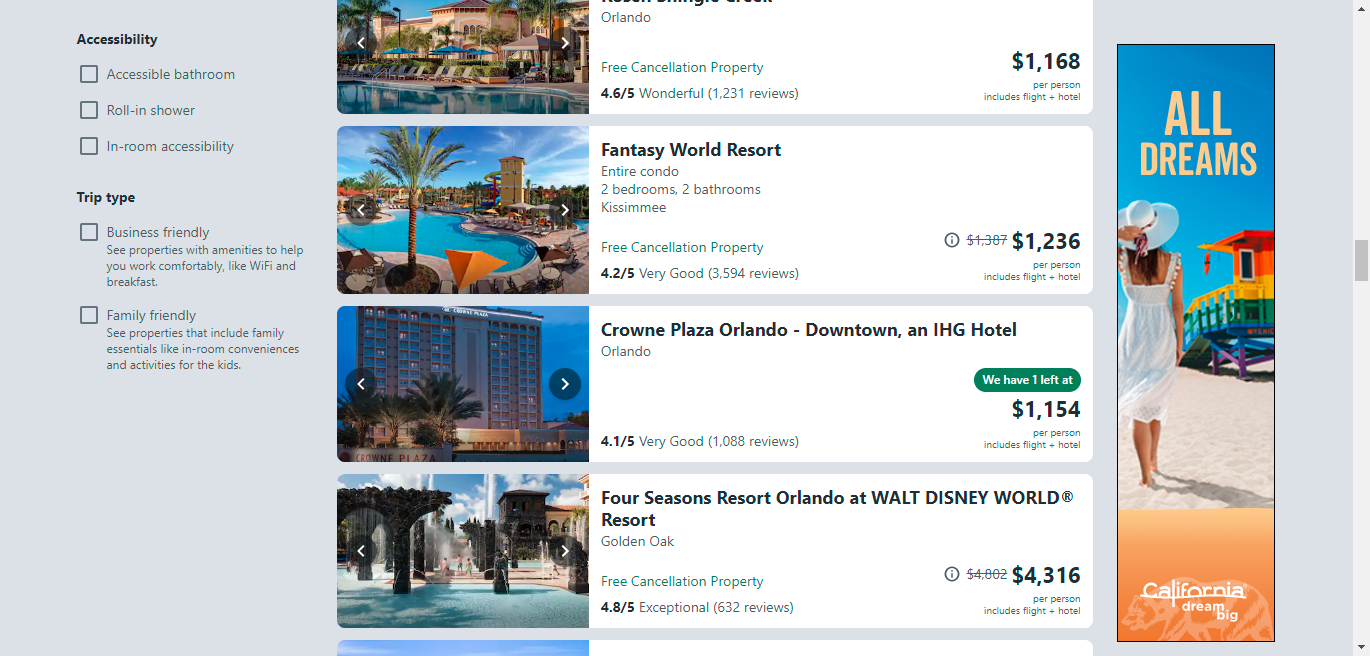 Accessibility
Accessible bathroom
Roll-in shower
In-room accessibility
Trip type
Business friendly
See properties with amenities to help
you work comfortably, like WiFi and
breakfast.
Family friendly
See properties that include family
essentials like in-room conveniences
and activities for the kids.
Rosen Shingle Creek
Orlando
Free Cancellation Property
4.6/5 Wonderful (1,231 reviews)
$1,168
per person
includes flight + hotel
Fantasy World Resort
Entire condo
2 bedrooms, 2 bathrooms
Kissimmee
Free Cancellation Property
4.2/5 Very Good (3,594 reviews)
$1,387 $1,236
per person
includes flight + hotel
CROWNE PLAZA
CROWNE PLAZA
Crowne Plaza Orlando - Downtown, an IHG Hotel
Orlando
We have 1 left at
$1,154
4.1/5 Very Good (1,088 reviews)
per person
includes flight + hotel
Four Seasons Resort Orlando at WALT DISNEY WORLD®
Resort
Golden Oak
Free Cancellation Property
4.8/5 Exceptional (632 reviews)
$4,802 $4,316
per person
includes flight + hotel
ALL
DREAMS
California
dream
big